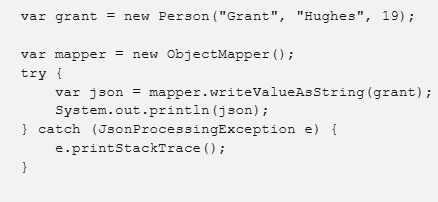 var grant = new Person("Grant", "Hughes", 19);
var mapper = new ObjectMapper();
try {
    var json = mapper.writeValueAsString(grant);
    System.out.println(json);
} catch (JsonProcessingException e) {
    e.printStackTrace();
}